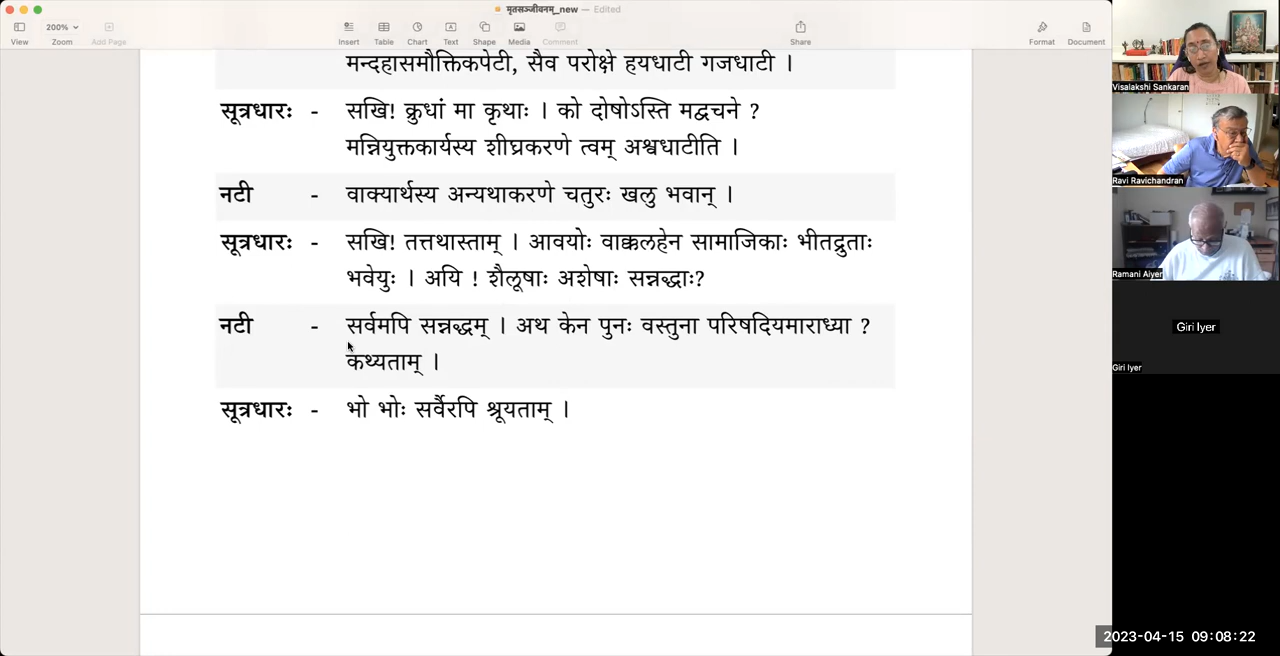 मृतसञ्जीवनम्_new — Edited
View
200%
Zoom
Add Page
Insert
Table
Chart
Text
Shape
Media
Comment
Share
Format
Document
मन्दहासमौक्तिकपेटी, सैव परोक्षे हयधाटी गजधाटी ।
सूत्रधारः - सखि! क्रुधां मा कृथाः । को दोषोऽस्ति मद्वचने ?
मन्नियुक्तकार्यस्य शीघ्रकरणे त्वम् अश्वधाटीति ।
नटी - वाक्यार्थस्य अन्यथाकरणे चतुरः खलु भवान् ।
सूत्रधारः - सखि! तत्तथास्ताम् । आवयोः वाक्कलहेन सामाजिकाः भीतद्रुताः
भवेयुः । अयि ! शैलूषाः अशेषाः सन्नद्धाः?
नटी - सर्वमपि सन्नद्धम् । अथ केन पुनः वस्तुना परिषदियमाराध्या ?
कथ्यताम् ।
सूत्रधारः - भो भोः सर्वैरपि श्रूयताम् ।
Visalakshi Sankaran
Ravi Ravichandran
Ramani Aiyer
Giri Iyer
Giri Iyer
2023-04-15 09:08:22